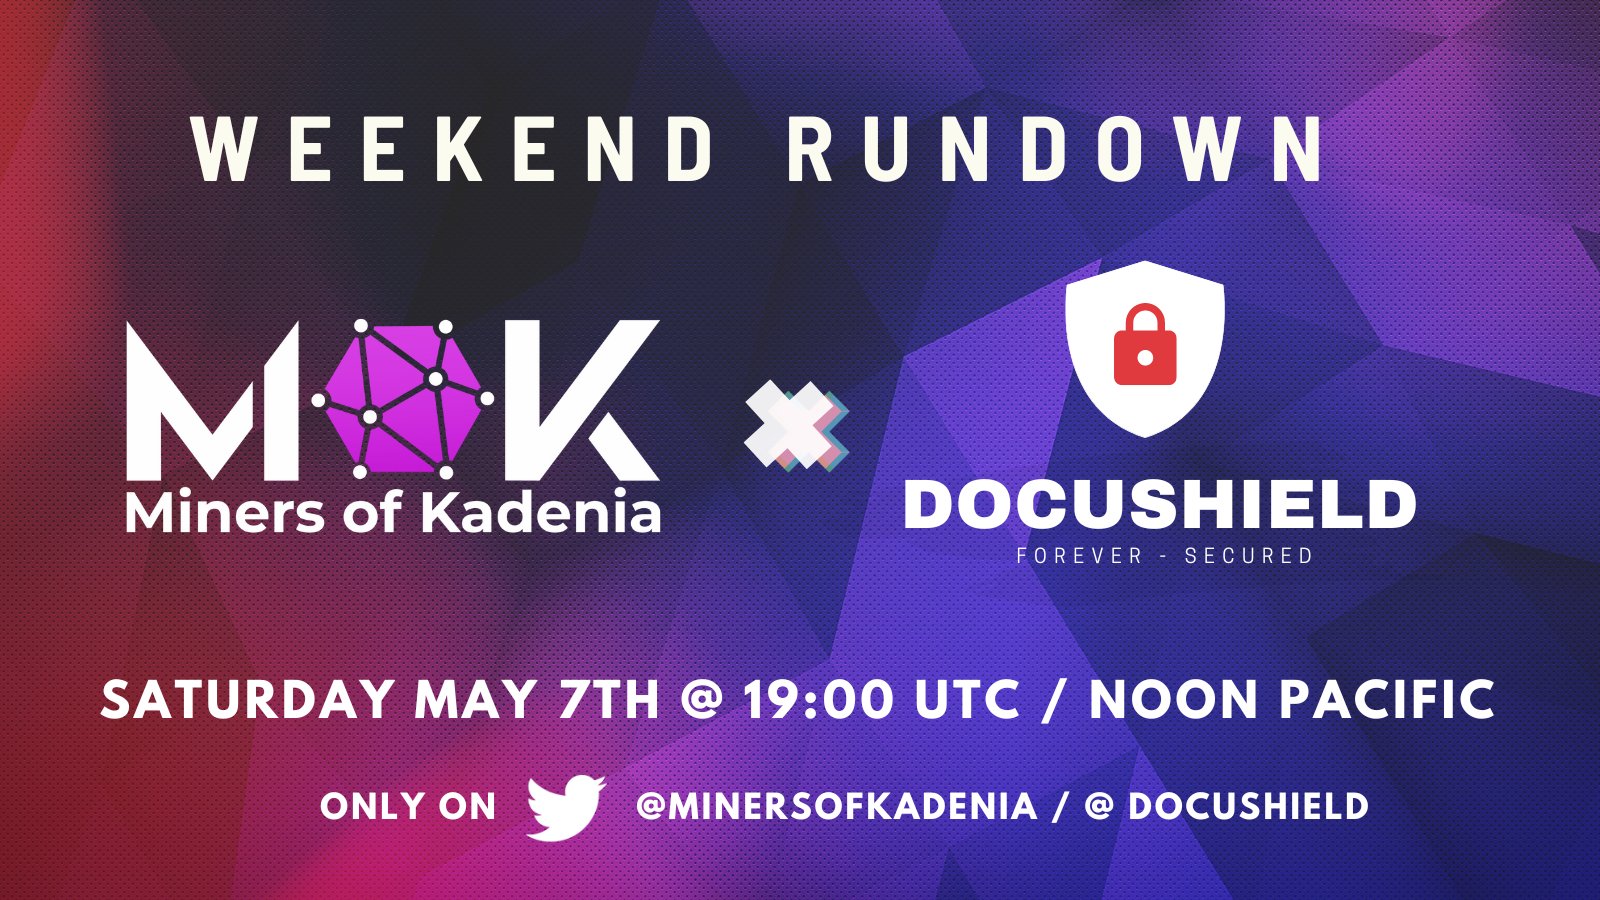 WEEKEND RUNDOWN
MOK
Miners of Kadenia
DOCUSHIELD
FOREVER - SECURED
SATURDAY MAY 7TH @ 19:00 UTC / NOON PACIFIC
ONLY ON @MINERSOFKADENIA / @ DOCUSHIELD